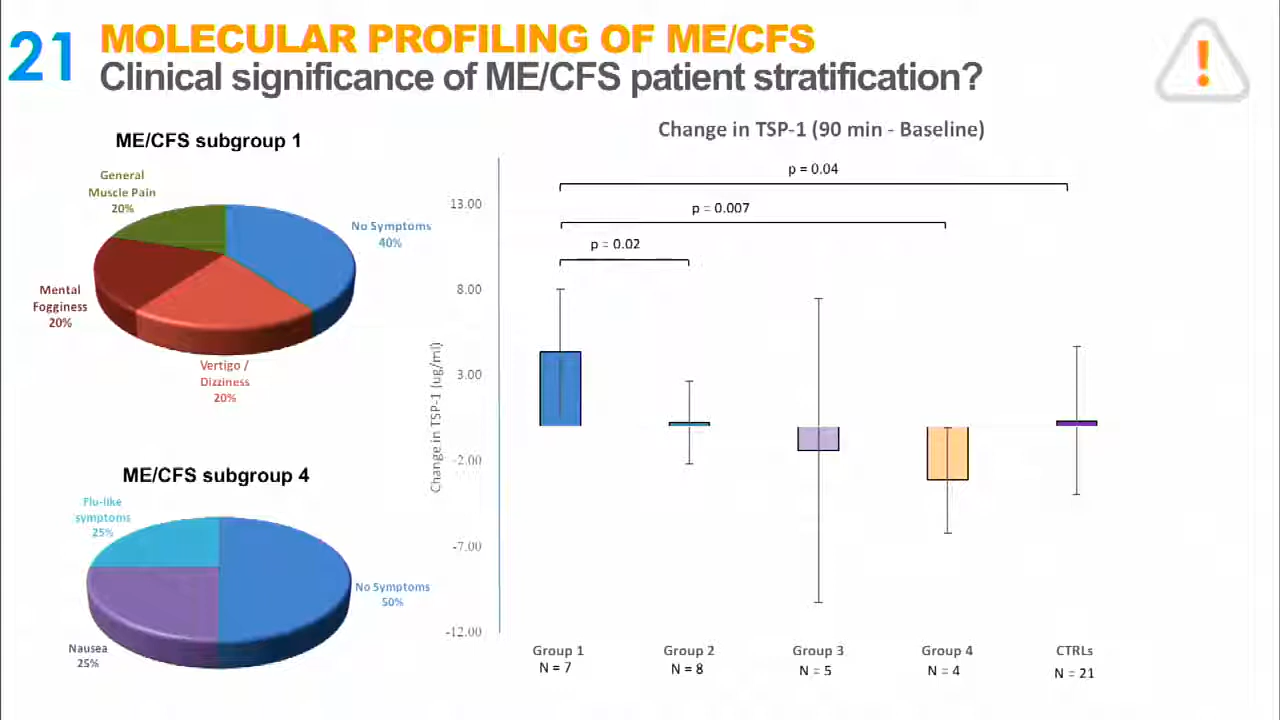 21
MOLECULAR PROFILING OF ME/CFS
Clinical significance of ME/CFS patient stratification?
ME/CFS subgroup 1
General
Muscle Pain
20%
No Symptoms
40%
Mental
Fogginess
20%
Vertigo /
Dizziness
20%
ME/CFS subgroup 4
Flu-like
symptoms
25%
No Symptoms
50%
Nausea
25%
Change in TSP-1 (90 min - Baseline)
p = 0.04
p = 0.007
p = 0.02
Change in TSP-1 (ug/ml)
13.00
8.00
3.00
-2.00
-7.00
-12.00
Group 1
N = 7
Group 2
N = 8
Group 3
N = 5
Group 4
N = 4
CTRLs
N = 21
!